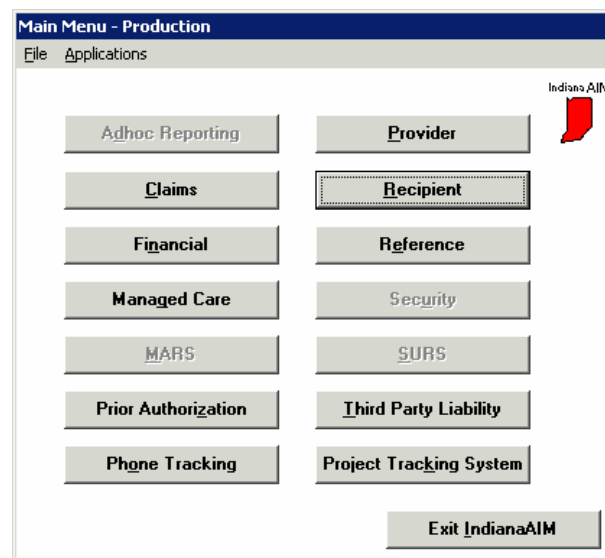 Main Menu - Production
File Applications
Indiana AIM
Adhoc Reporting Provider
Claims Recipient
Financial Reference
Managed Care Security
MARS SURS
Prior Authorization Third Party Liability
Phone Tracking Project Tracking System
Exit IndianaAIM